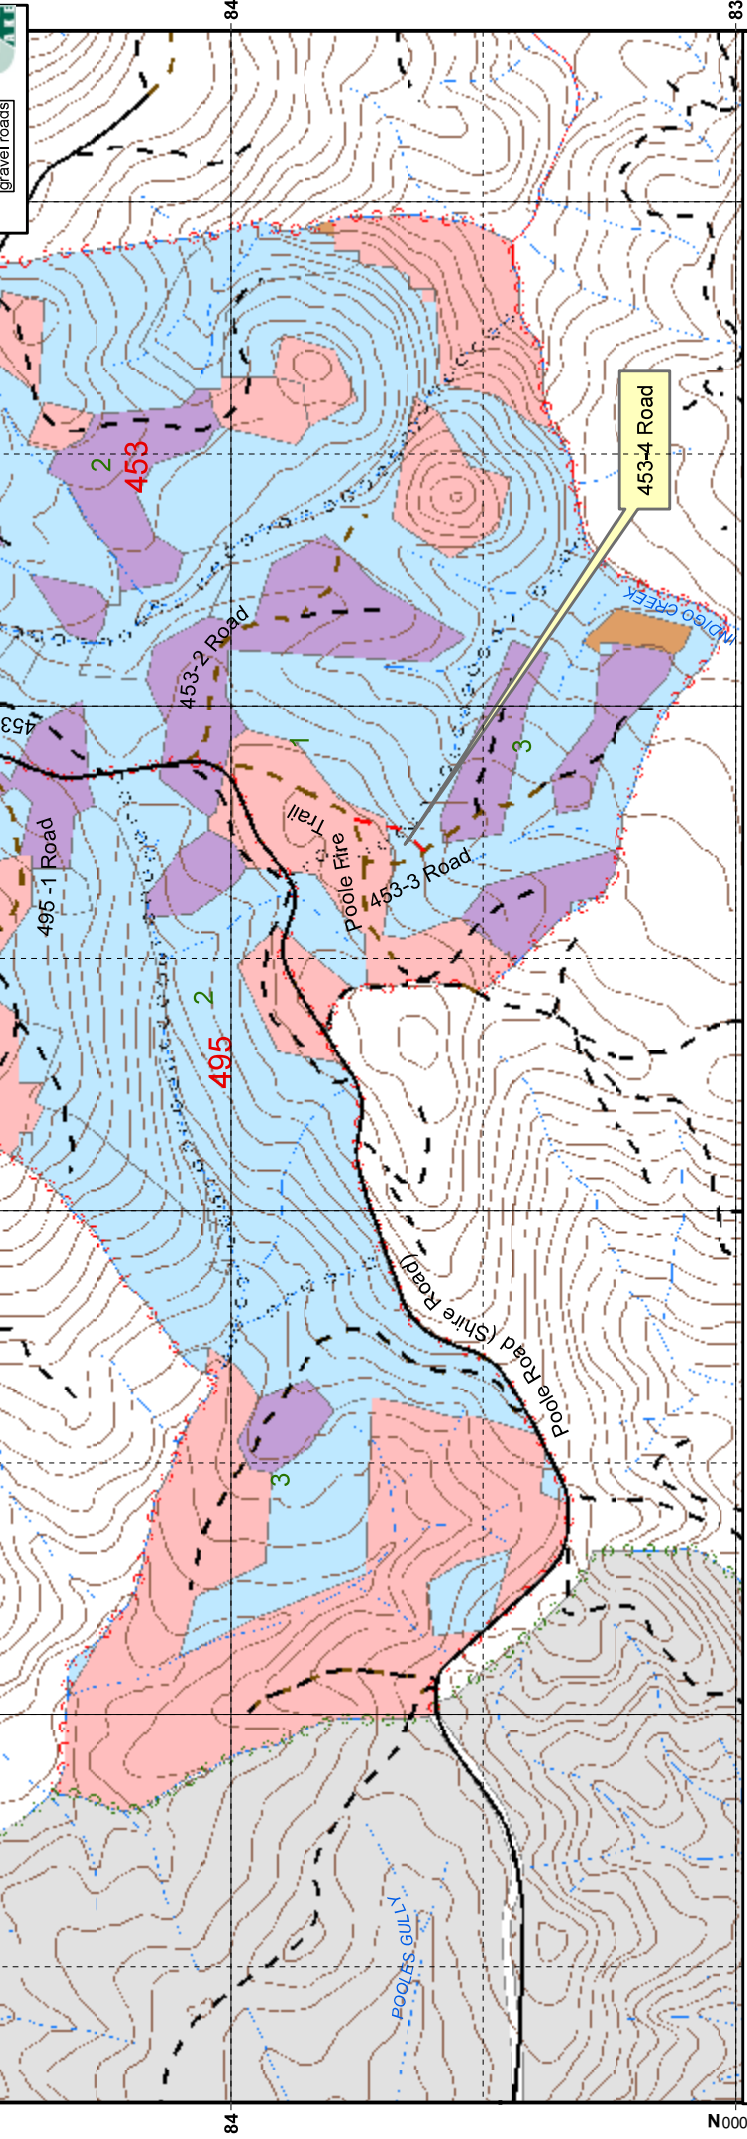 84
83
AKE
gravel roads
453-4 Road
2
453
INDIGO CREEK
453-2 Road
453
1
3
Poole Fire
Trail
453-3 Road
495-1 Road
2
495
Poole Road (Shire Road)
3
POOLES GULLY
84
N000